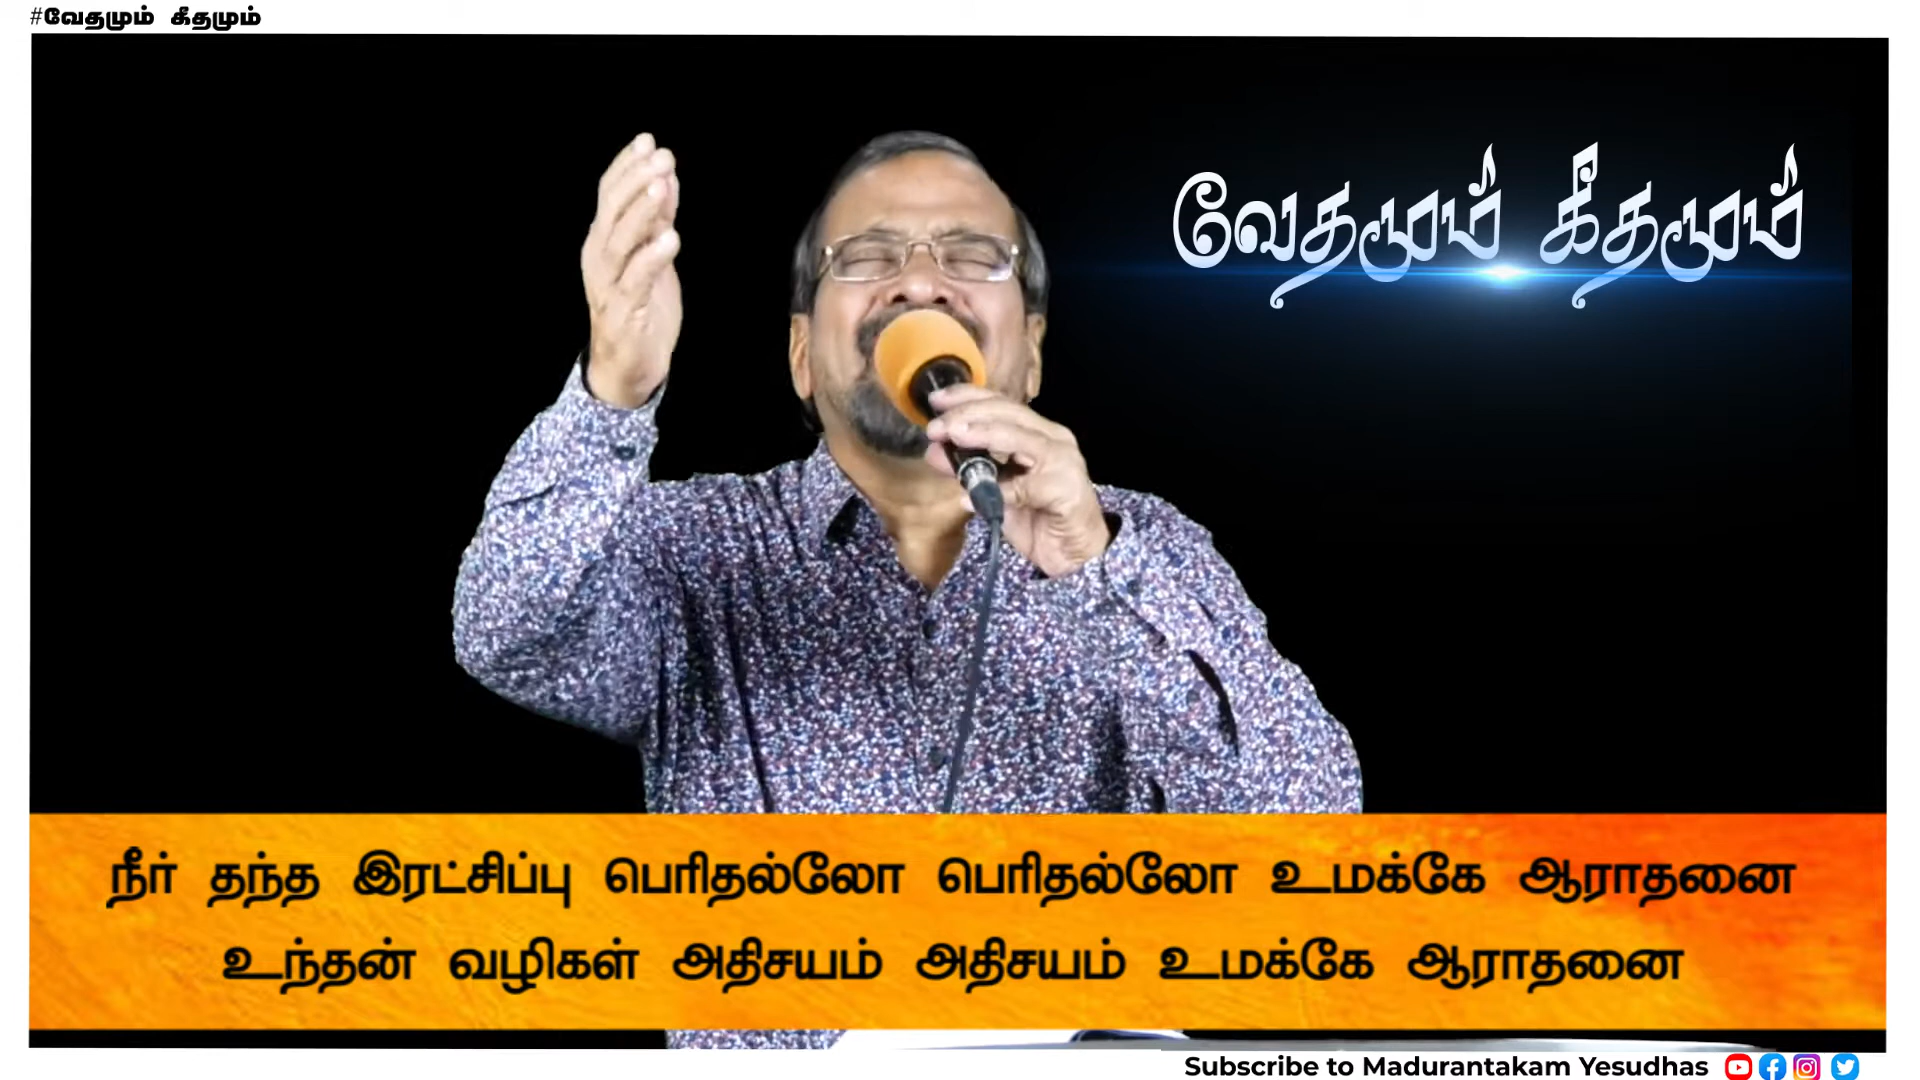 #வேதமும் கீதமும்
வேதமும் கீதமும்
நீர் தந்த இரட்சிப்பு பெரிதல்லோ பெரிதல்லோ உமக்கே ஆராதனை
உந்தன் வழிகள் அதிசயம் அதிசயம் உமக்கே ஆராதனை
Subscribe to Madurantakam Yesudhas